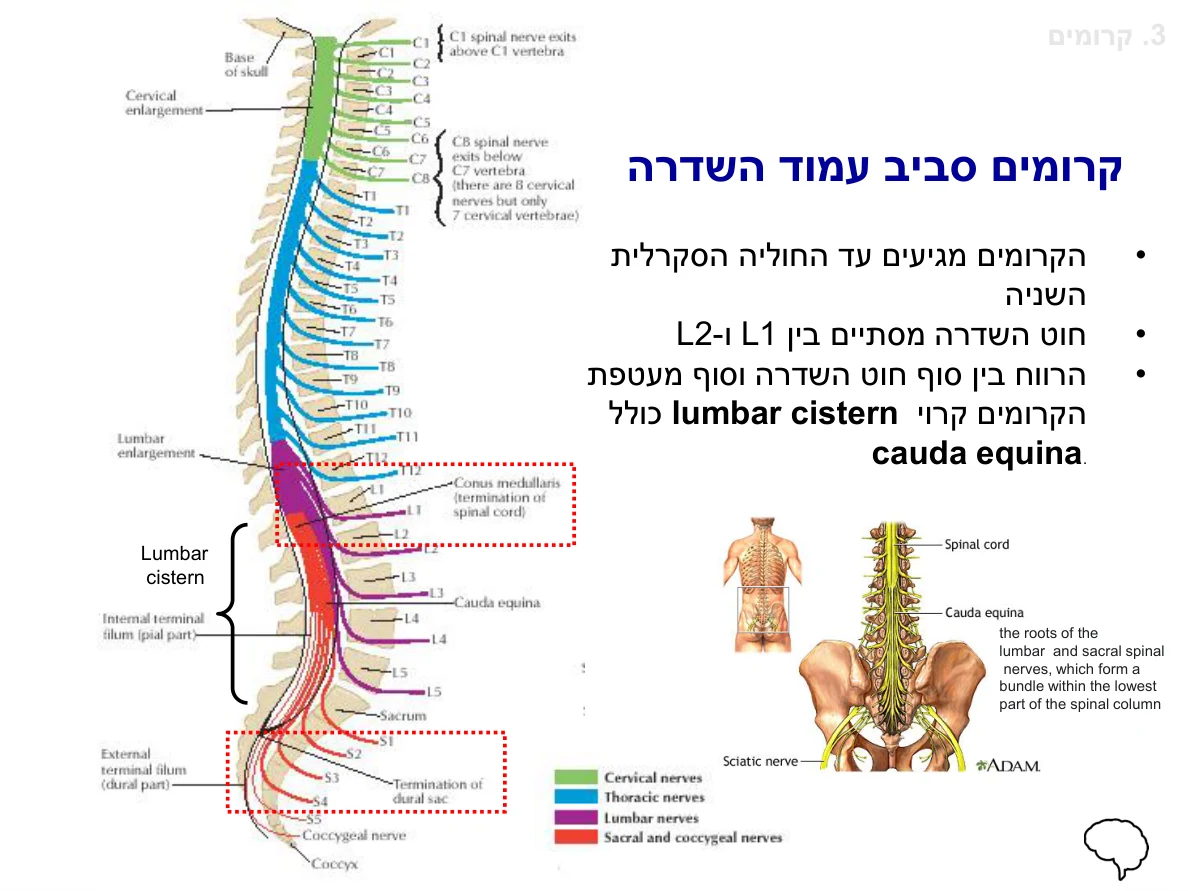 3. קרומים
קרומים סביב עמוד השדרה
• הקרומים מגיעים עד החוליה הסקרלית
השניה
• חוט השדרה מסתיים בין L1 ו-L2
• הרווח בין סוף חוט השדרה וסוף מעטפת
הקרומים קרוי lumbar cistern כולל
cauda equina.
Base
of skull
Cervical
enlargement
C1
C2
C3
C4
C5
C6
C7
C8
C1
C2
C3
C4
C5
C6
C7
C1 spinal nerve exits
above C1 vertebra
C8 spinal nerve
exits below
C7 vertebra
(there are 8 cervical
nerves but only
7 cervical vertebrae)
T1
T2
T3
T4
T5
T6
T7
T8
T9
T10
T11
T12
T1
T2
T3
T4
T5
T6
T7
T8
T9
T10
T11
T12
Lumbar
enlargement
Conus medullaris
(termination of
spinal cord)
L1
L2
L3
L4
L5
L1
L2
L3
L4
L5
Lumbar
cistern
Internal terminal
filum (pial part)
Cauda equina
Sacrum
S1
S2
S3
S4
S5
External
terminal filum
(dural part)
Termination of
dural sac
Coccygeal nerve
Coccyx
Cervical nerves
Thoracic nerves
Lumbar nerves
Sacral and coccygeal nerves
Spinal cord
Cauda equina
the roots of the
lumbar and sacral spinal
nerves, which form a
bundle within the lowest
part of the spinal column
Sciatic nerve
ADAM.